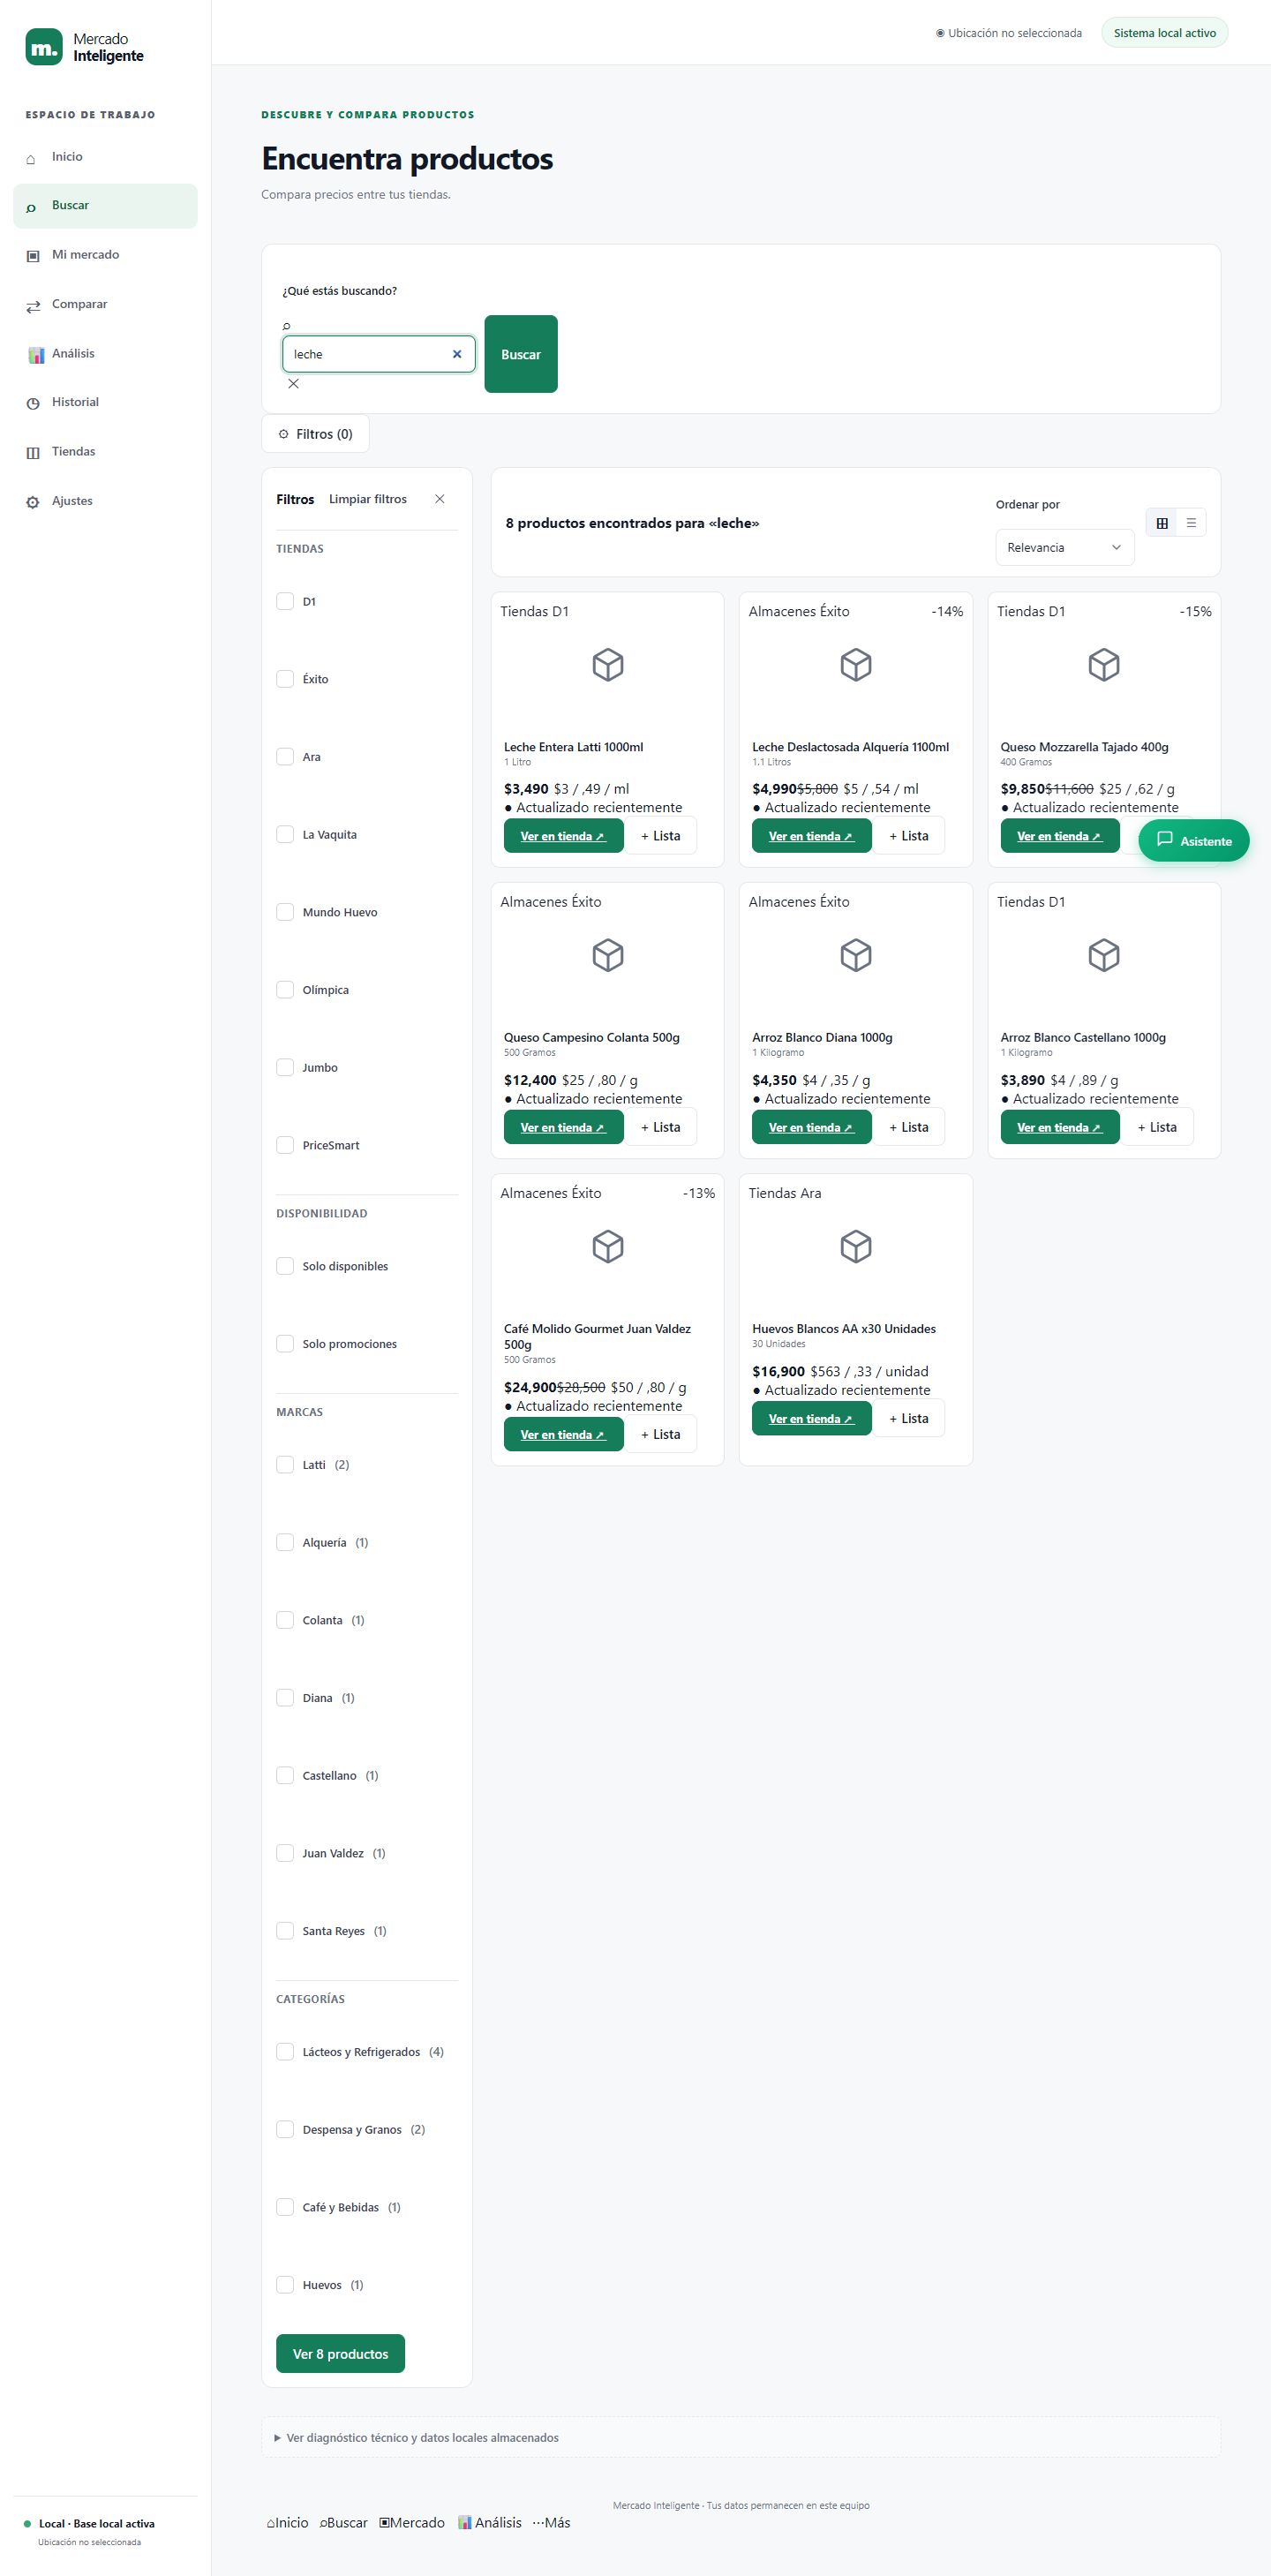 m.
Mercado
Inteligente
ESPACIO DE TRABAJO
Inicio
Buscar
Mi mercado
Comparar
Análisis
Historial
Tiendas
Ajustes
Ubicación no seleccionada
Sistema local activo
DESCUBRE Y COMPARA PRODUCTOS
Encuentra productos
Compara precios entre tus tiendas.
¿Qué estás buscando?
leche
Buscar
Filtros (0)
Filtros Limpiar filtros
TIENDAS
D1
Éxito
Ara
La Vaquita
Mundo Huevo
Olímpica
Jumbo
PriceSmart
DISPONIBILIDAD
Solo disponibles
Solo promociones
MARCAS
Latti (2)
Alquería (1)
Colanta (1)
Diana (1)
Castellano (1)
Juan Valdez (1)
Santa Reyes (1)
CATEGORÍAS
Lácteos y Refrigerados (4)
Despensa y Granos (2)
Café y Bebidas (1)
Huevos (1)
Ver 8 productos
8 productos encontrados para «leche»
Ordenar por
Relevancia
Tiendas D1
Leche Entera Latti 1000ml
1 Litro
$3,490 $3 / ,49 / ml
● Actualizado recientemente
Ver en tienda ↗ + Lista
Almacenes Éxito -14%
Leche Deslactosada Alquería 1100ml
1.1 Litros
$4,990$5,800 $5 / ,54 / ml
● Actualizado recientemente
Ver en tienda ↗ + Lista
Tiendas D1 -15%
Queso Mozzarella Tajado 400g
400 Gramos
$9,850$11,600 $25 / ,62 / g
● Actualizado recientemente
Ver en tienda ↗
Asistente
Almacenes Éxito
Queso Campesino Colanta 500g
500 Gramos
$12,400 $25 / ,80 / g
● Actualizado recientemente
Ver en tienda ↗ + Lista
Almacenes Éxito
Arroz Blanco Diana 1000g
1 Kilogramo
$4,350 $4 / ,35 / g
● Actualizado recientemente
Ver en tienda ↗ + Lista
Tiendas D1
Arroz Blanco Castellano 1000g
1 Kilogramo
$3,890 $4 / ,89 / g
● Actualizado recientemente
Ver en tienda ↗ + Lista
Almacenes Éxito -13%
Café Molido Gourmet Juan Valdez
500g
500 Gramos
$24,900$28,500 $50 / ,80 / g
● Actualizado recientemente
Ver en tienda ↗ + Lista
Tiendas Ara
Huevos Blancos AA x30 Unidades
30 Unidades
$16,900 $563 / ,33 / unidad
● Actualizado recientemente
Ver en tienda ↗ + Lista
▶ Ver diagnóstico técnico y datos locales almacenados
Mercado Inteligente · Tus datos permanecen en este equipo
Inicio Buscar Mercado Análisis ⋯Más
Local · Base local activa
Ubicación no seleccionada